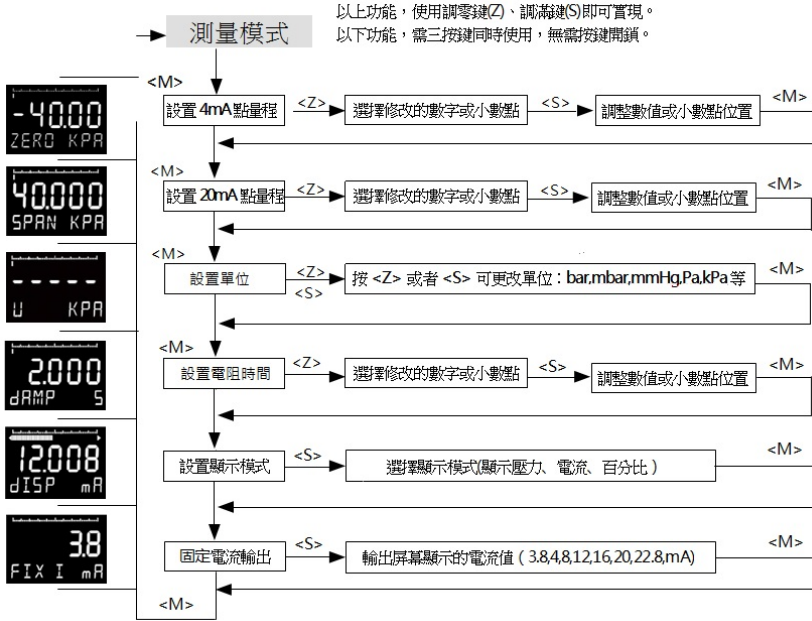 以上功能，使用調零鍵(Z)、調滿鍵(S)即可實現。
以下功能，需三按鍵同時使用，無需按鍵開鎖。
測量模式
<M>
-40.00
ZERO KPA
設置 4mA 點量程
<Z>
選擇修改的數字或小數點
<S>
調整數值或小數點位置
<M>
<M>
40.000
SPAN KPA
設置 20mA 點量程
<Z>
選擇修改的數字或小數點
<S>
調整數值或小數點位置
<M>
<M>
-----
U KPA
設置單位
<Z>
<S>
按 <Z> 或者 <S> 可更改單位：bar,mbar,mmHg,Pa,kPa 等
<M>
<M>
2.000
dAMP S
設置電阻時間
<Z>
選擇修改的數字或小數點
<S>
調整數值或小數點位置
<M>
12.008
dISP mA
設置顯示模式
<S>
選擇顯示模式(顯示壓力、電流、百分比）
<M>
3.8
FIX I mA
固定電流輸出
<S>
輸出屏幕顯示的電流值（3.8,4,8,12,16,20,22.8,mA)
<M>
<M>